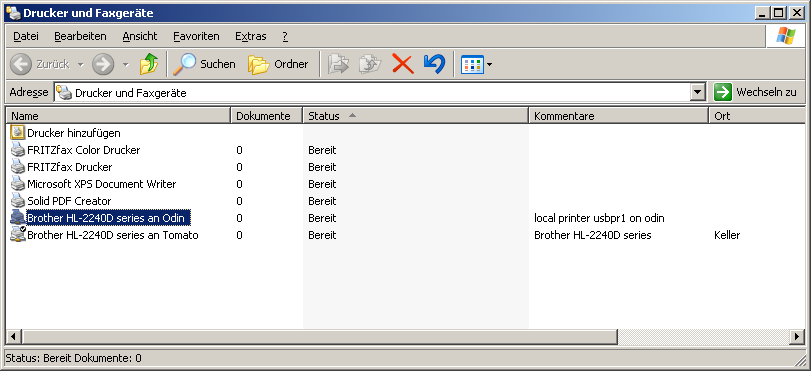 Drucker und Faxgeräte
Datei Bearbeiten Ansicht Favoriten Extras ?
Zurück Suchen Ordner
Adresse Drucker und Faxgeräte Wechseln zu
Name Dokumente Status Kommentare Ort
Drucker hinzufügen
FRITZfax Color Drucker 0 Bereit
FRITZfax Drucker 0 Bereit
Microsoft XPS Document Writer 0 Bereit
Solid PDF Creator 0 Bereit
Brother HL-2240D series an Odin 0 Bereit local printer usbpr1 on odin
Brother HL-2240D series an Tomato 0 Bereit Brother HL-2240D series Keller
Status: Bereit Dokumente: 0